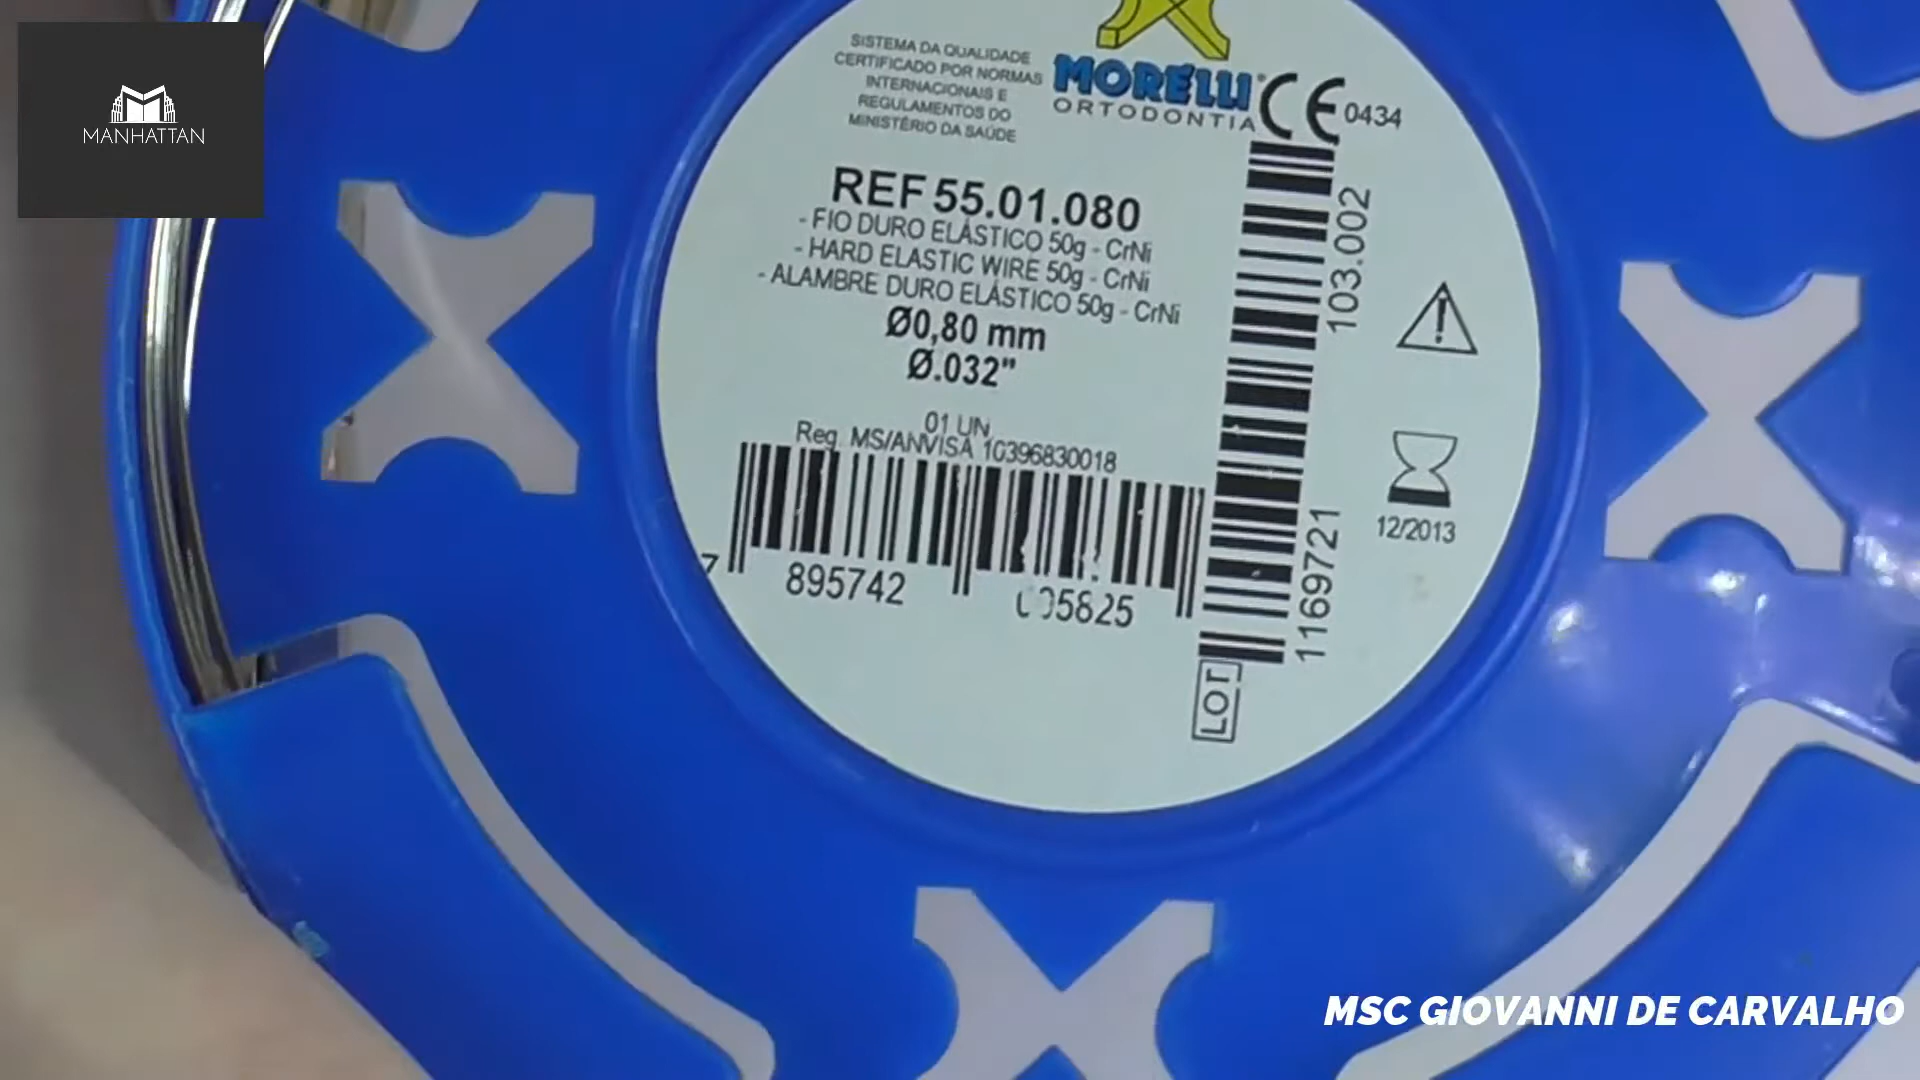 MANHATTAN
SISTEMA DA QUALIDADE
CERTIFICADO POR NORMAS
INTERNACIONAIS E
REGULAMENTOS DO
MINISTÉRIO DA SAÚDE
MORELLI®
ORTODONTIA
CE 0434
REF 55.01.080
- FIO DURO ELÁSTICO 50g - CrNi
- HARD ELASTIC WIRE 50g - CrNi
- ALAMBRE DURO ELÁSTICO 50g - CrNi
Ø0,80 mm
Ø.032"
01 UN
Reg. MS/ANVISA 10396830018
7 895742
103.002
1169721
LOT
12/2013
MSC GIOVANNI DE CARVALHO